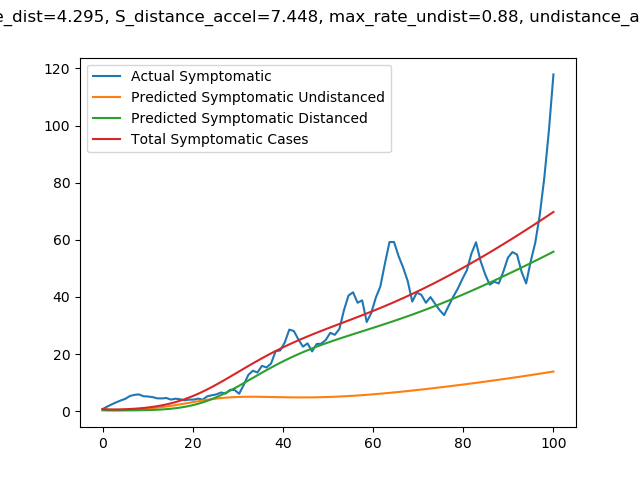 e_dist=4.295, S_distance_accel=7.448, max_rate_undist=0.88, undistance_a
Actual Symptomatic
Predicted Symptomatic Undistanced
Predicted Symptomatic Distanced
Total Symptomatic Cases
120
100
80
60
40
20
0
0 20 40 60 80 100